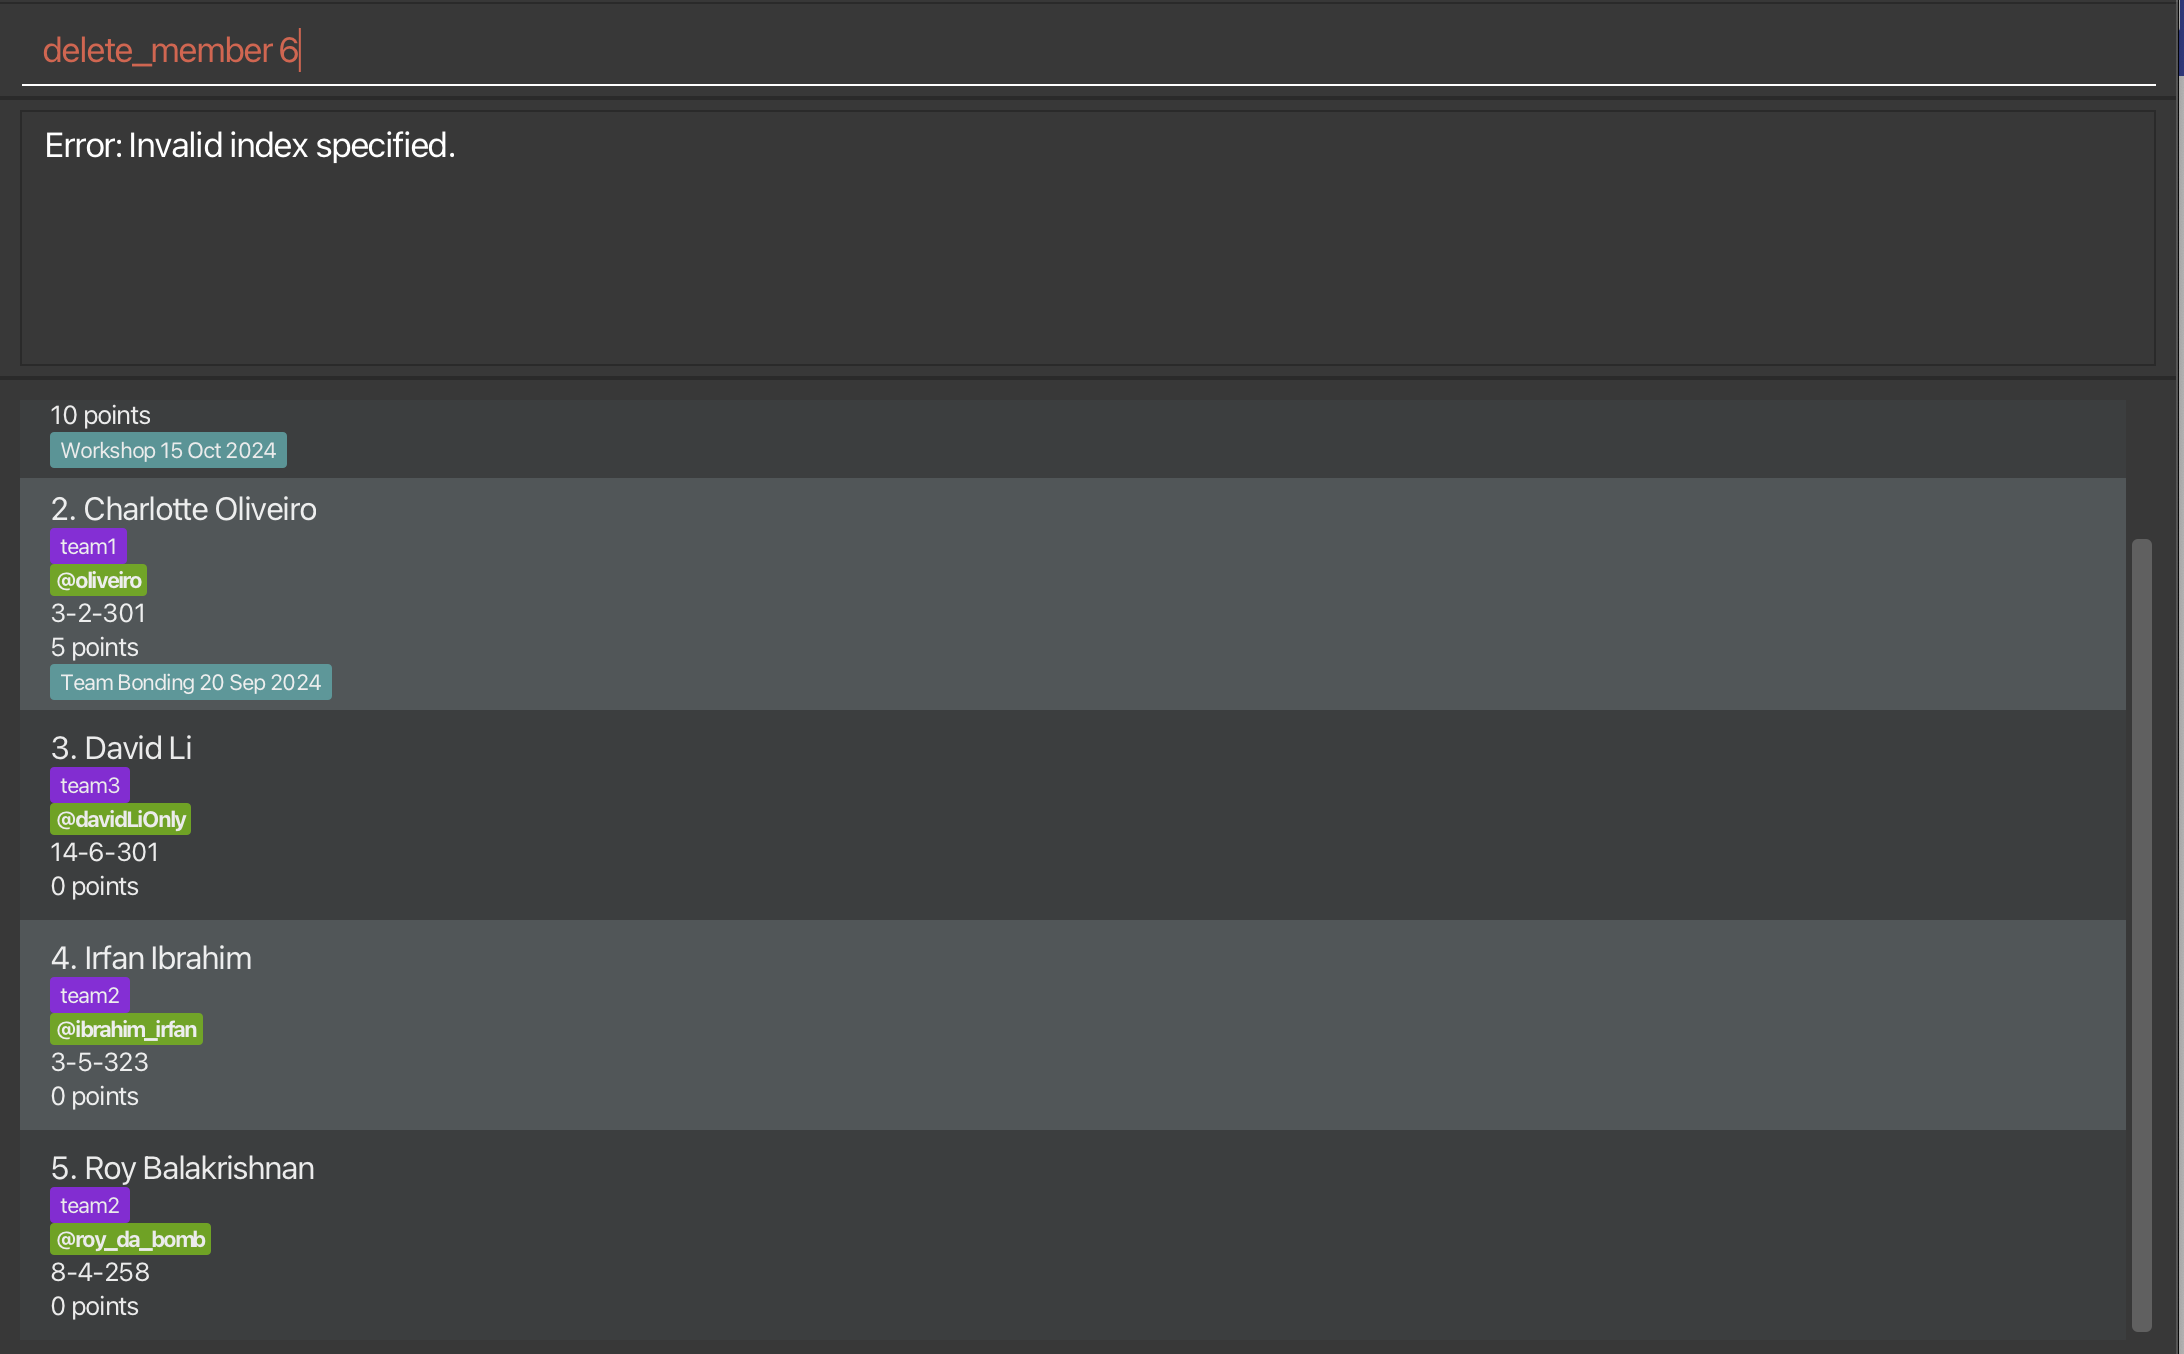 delete_member 6
Error: Invalid index specified.
10 points
Workshop 15 Oct 2024
2. Charlotte Oliveiro
team1
@oliveiro
3-2-301
5 points
Team Bonding 20 Sep 2024
3. David Li
team3
@davidLiOnly
14-6-301
0 points
4. Irfan Ibrahim
team2
@ibrahim_irfan
3-5-323
0 points
5. Roy Balakrishnan
team2
@roy_da_bomb
8-4-258
0 points